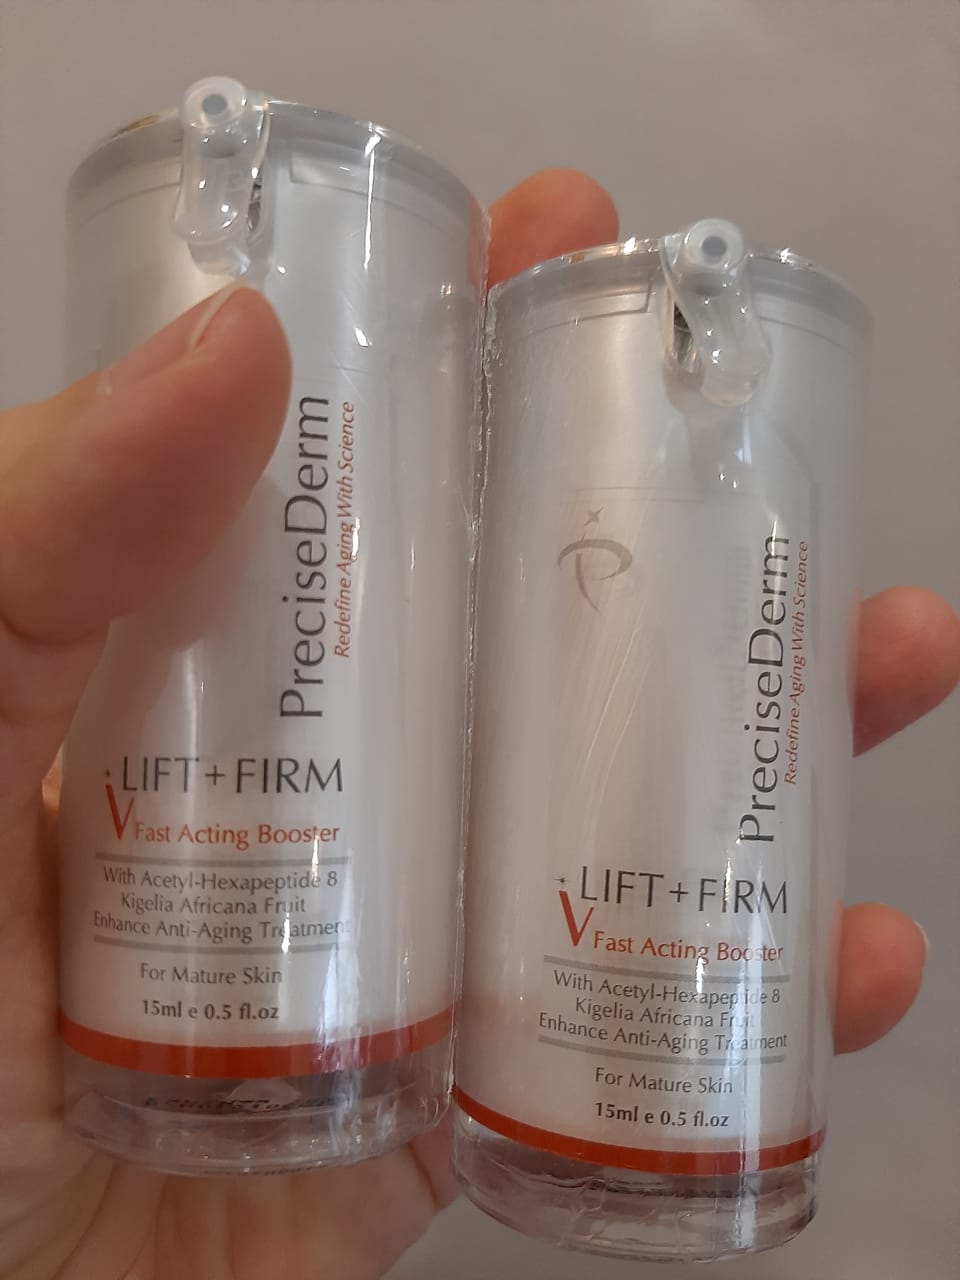 PreciseDerm
Redefine Aging With Science
LIFT + FIRM
V Fast Acting Booster
With Acetyl-Hexapeptide 8
Kigelia Africana Fruit
Enhance Anti-Aging Treatment
For Mature Skin
15ml e 0.5 fl.oz
PreciseDerm
Redefine Aging With Science
LIFT + FIRM
V Fast Acting Booster
With Acetyl-Hexapeptide 8
Kigelia Africana Fruit
Enhance Anti-Aging Treatment
For Mature Skin
15ml e 0.5 fl.oz